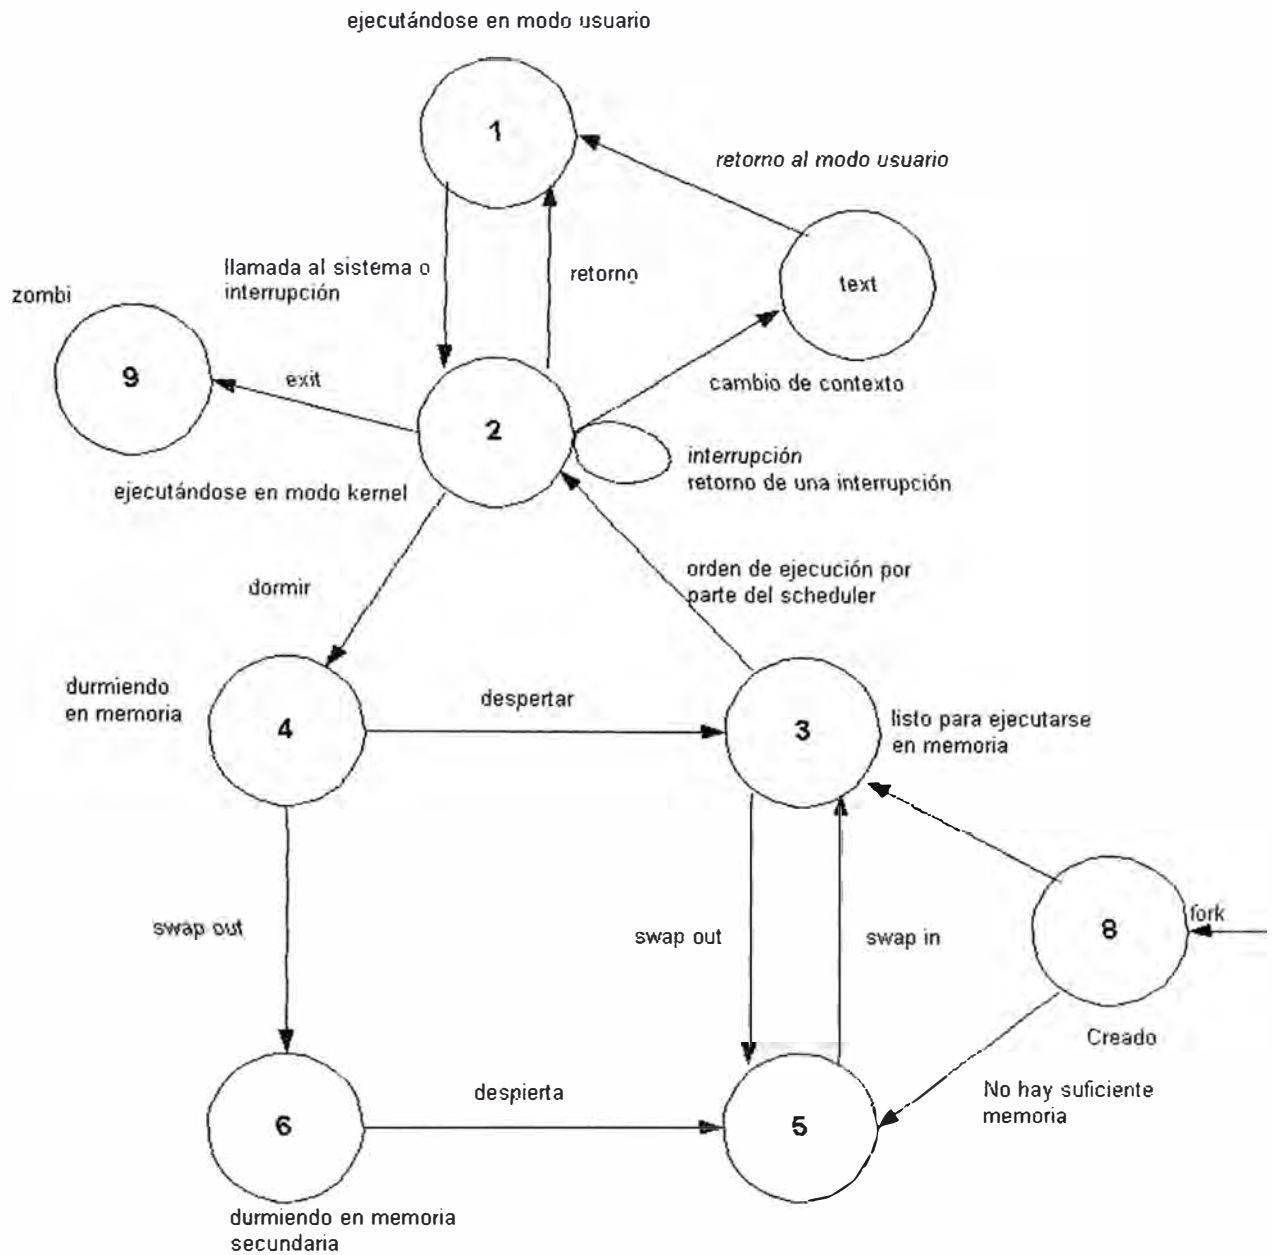 ejecutándose en modo usuario
1
retorno al modo usuario
llamada al sistema o
interrupción
retorno
text
zombi
9
exit
cambio de contexto
2
interrupción
retorno de una interrupción
ejecutándose en modo kernel
dormir
orden de ejecución por
parte del scheduler
durmiendo
en memoria
4
despertar
3
listo para ejecutarse
en memoria
swap out
swap out
swap in
8
fork
Creado
No hay suficiente
memoria
6
despierta
5
durmiendo en memoria
secundaria